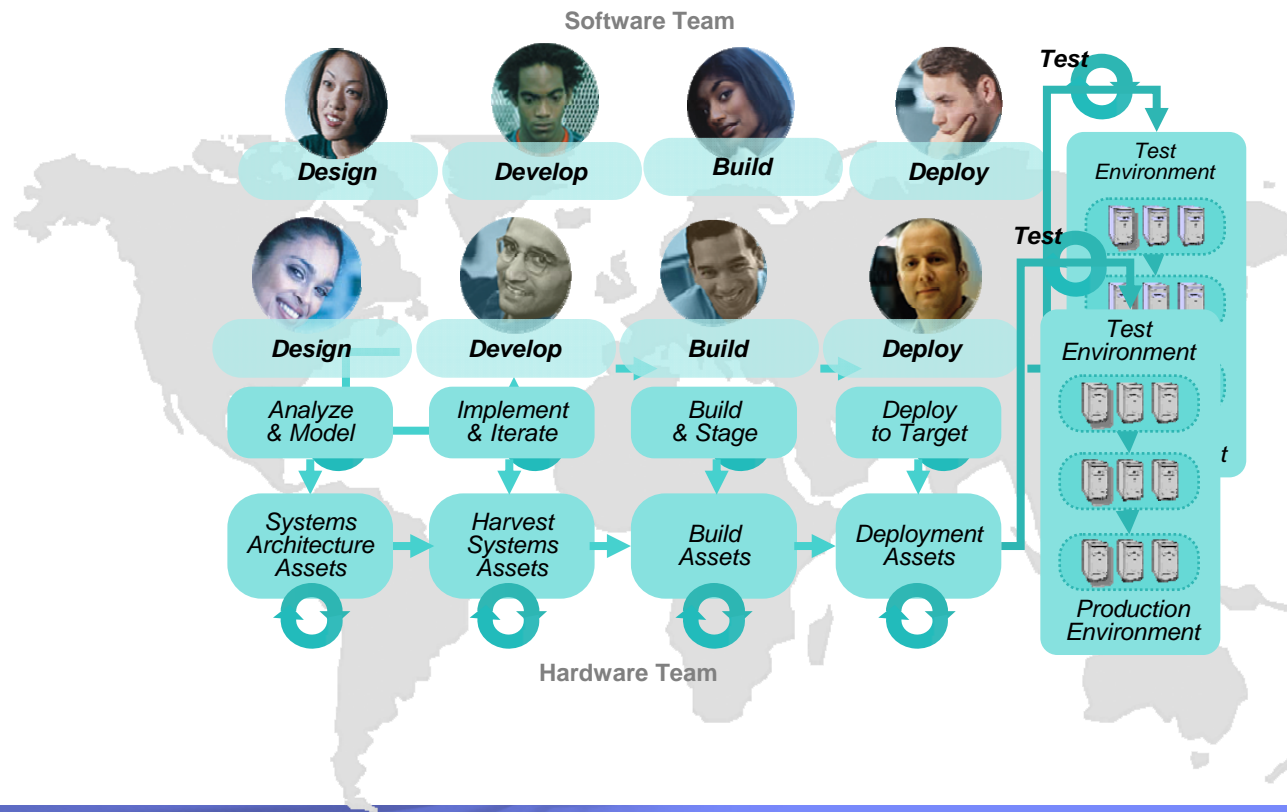 Software Team
Test
Design
Develop
Build
Deploy
Test
Environment
Test
Design
Develop
Build
Deploy
Test
Environment
Analyze
& Model
Implement
& Iterate
Build
& Stage
Deploy
to Target
t
Systems
Architecture
Assets
Harvest
Systems
Assets
Build
Assets
Deployment
Assets
Production
Environment
Hardware Team